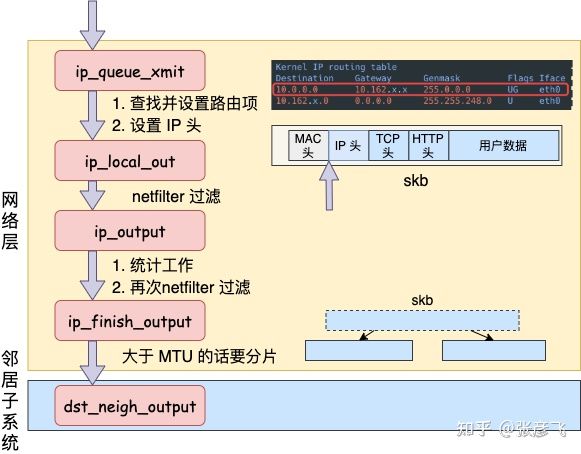 ip_queue_xmit
1. 查找并设置路由项
2. 设置 IP 头
Kernel IP routing table
Destination Gateway Genmask Flags Iface
10.0.0.0 10.162.x.x 255.0.0.0 UG eth0
10.162.x.0 0.0.0.0 255.255.248.0 U eth0
ip_local_out
MAC 头
IP 头
TCP 头
HTTP 头
用户数据
skb
netfilter 过滤
网络层
ip_output
1. 统计工作
2. 再次netfilter 过滤
ip_finish_output
skb
大于 MTU 的话要分片
邻居子系统
dst_neigh_output
知乎 @张彦飞